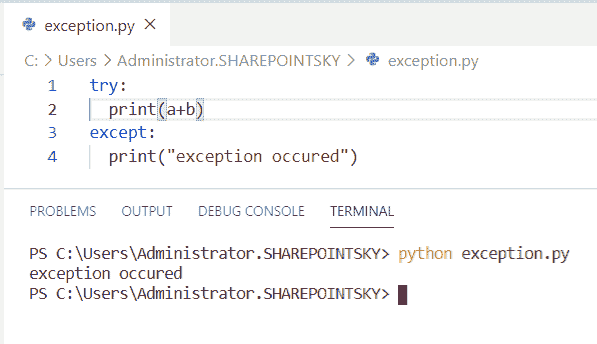 exception.py ×
C: > Users > Administrator.SHAREPOINTSKY > exception.py
1 try:
2 print(a+b)
3 except:
4 print("exception occured")
PROBLEMS OUTPUT DEBUG CONSOLE TERMINAL
PS C:\Users\Administrator.SHAREPOINTSKY> python exception.py
exception occured
PS C:\Users\Administrator.SHAREPOINTSKY>